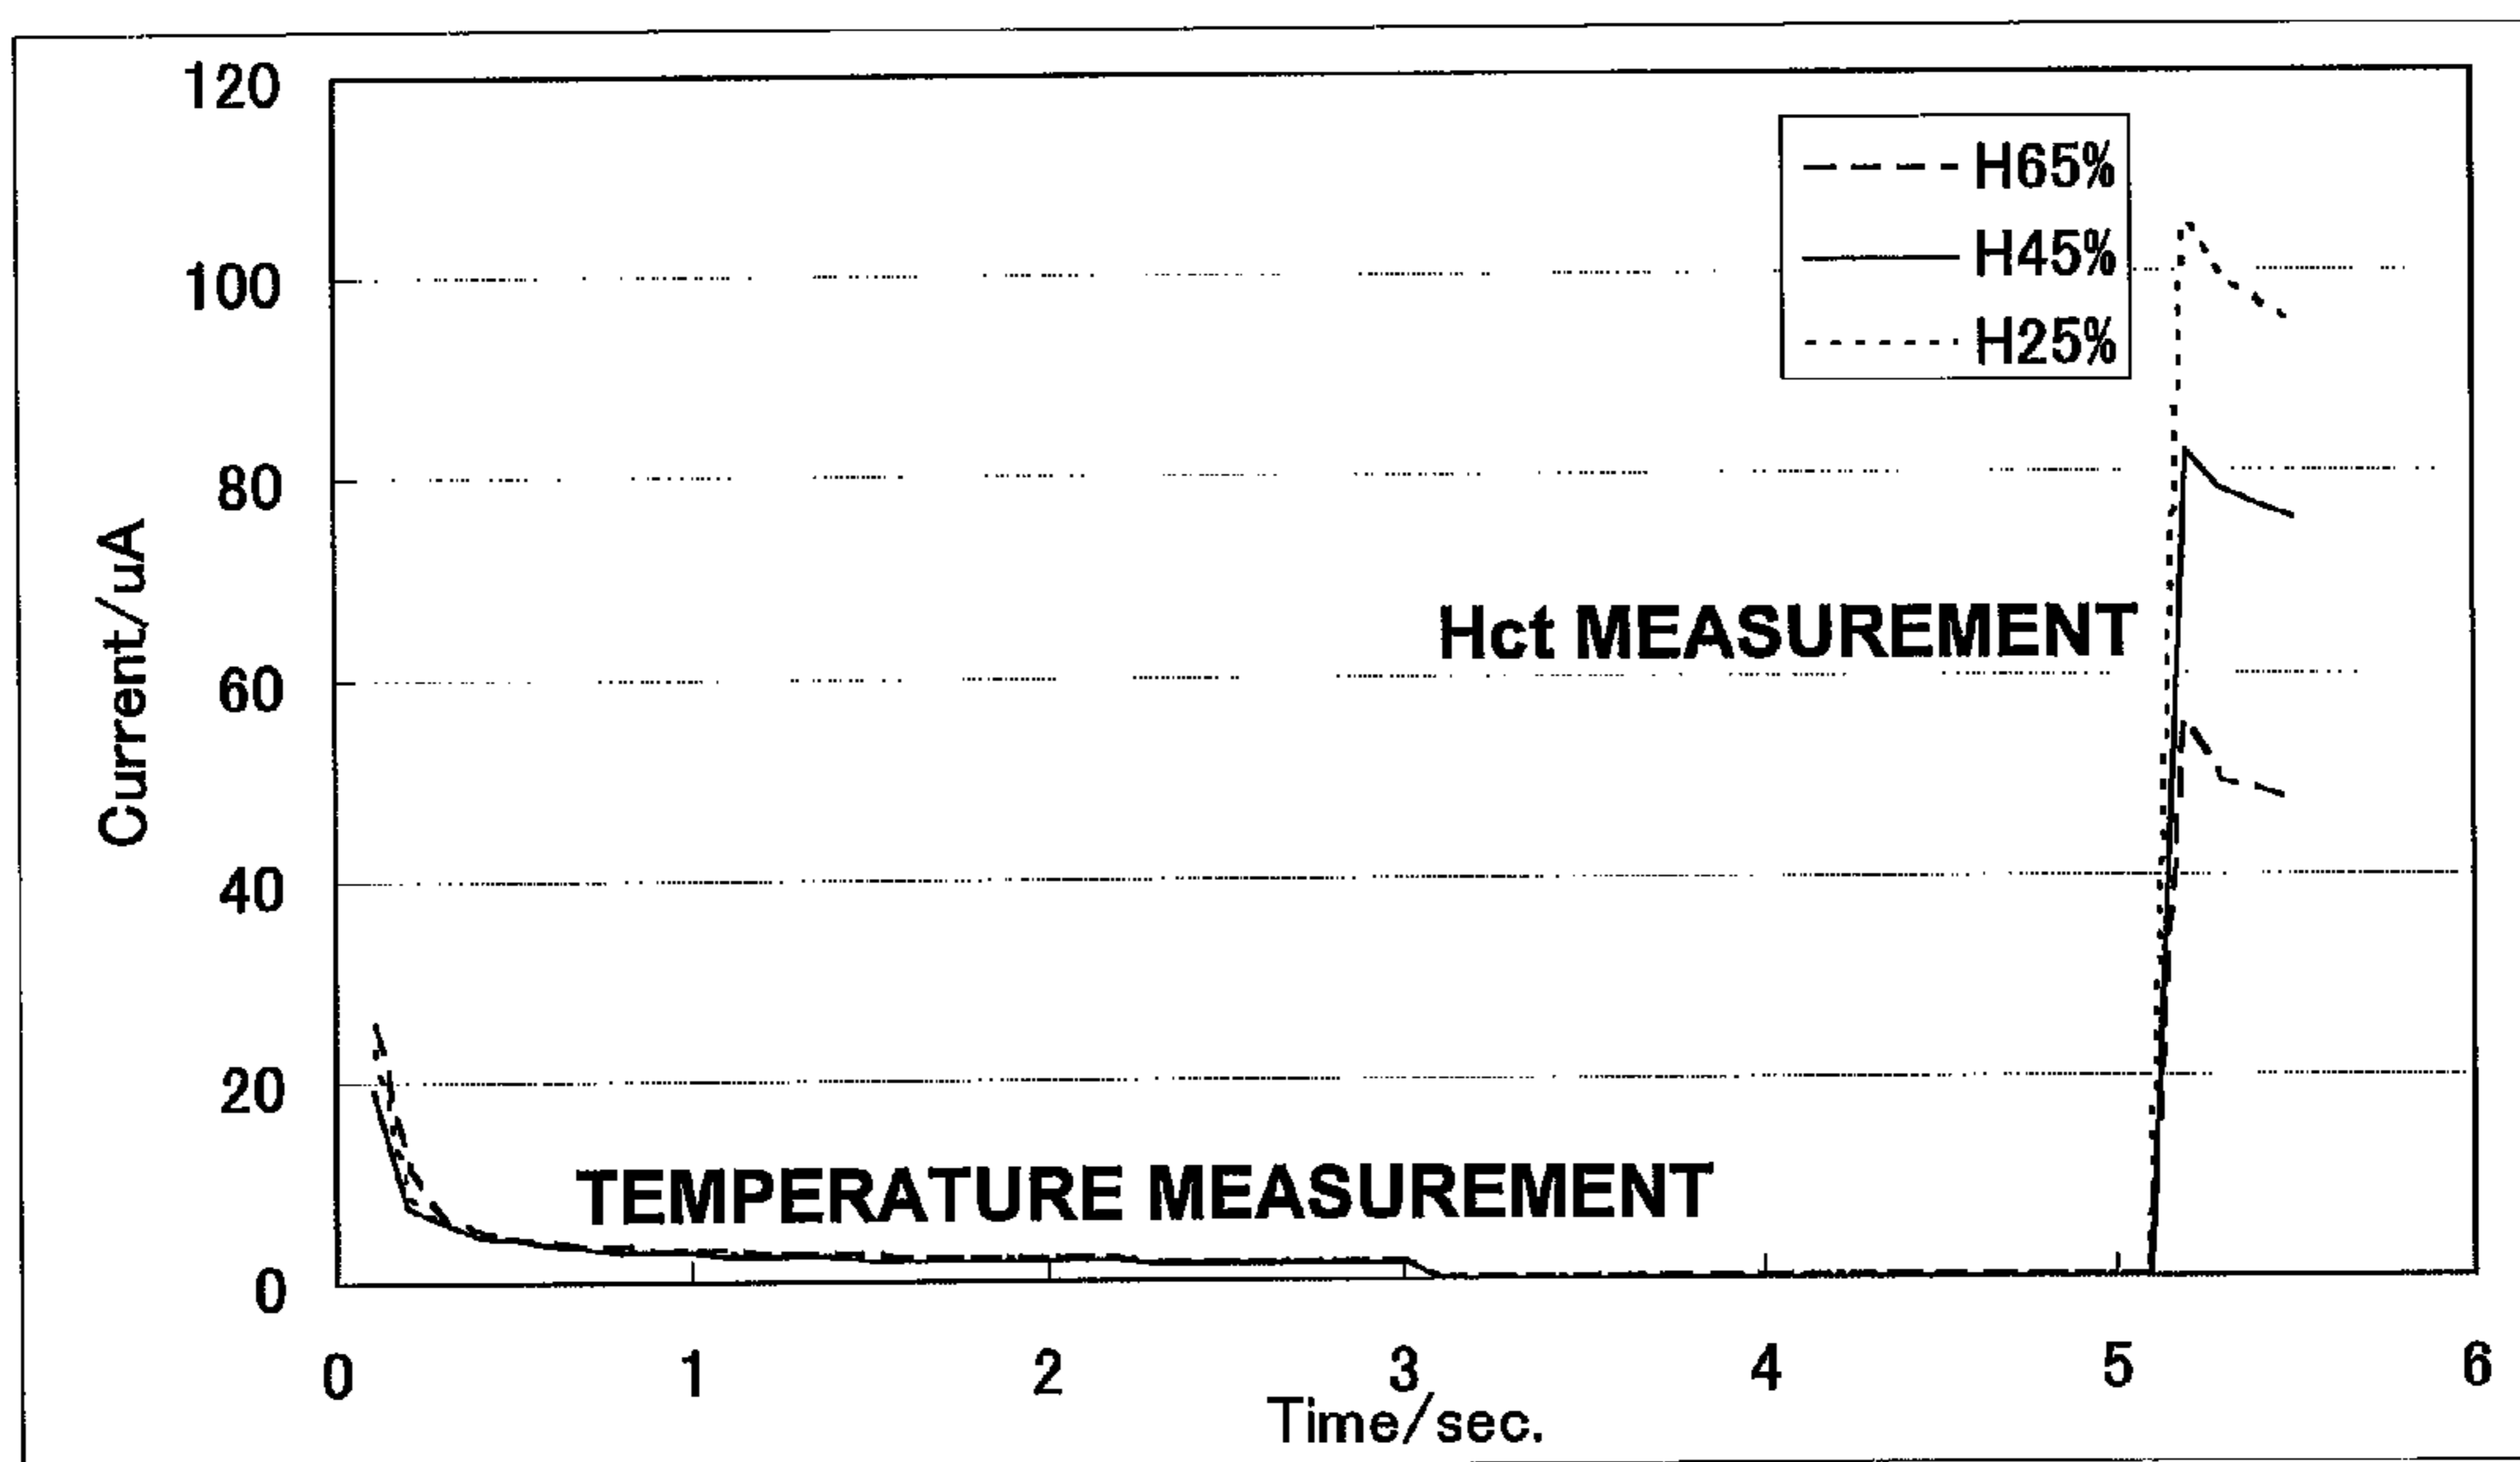 120
100
80
60
40
20
0
Current/uA
H65%
H45%
H25%
Hct MEASUREMENT
TEMPERATURE MEASUREMENT
0 1 2 3 4 5 6
Time/sec.